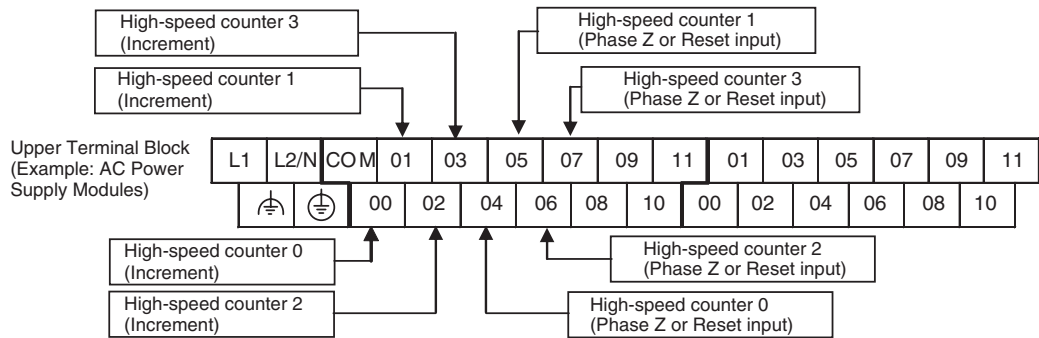 High-speed counter 3
(Increment)
High-speed counter 1
(Phase Z or Reset input)
High-speed counter 1
(Increment)
High-speed counter 3
(Phase Z or Reset input)
Upper Terminal Block
(Example: AC Power
Supply Modules)
L1 L2/N COM 01 03 05 07 09 11 01 03 05 07 09 11
00 02 04 06 08 10 00 02 04 06 08 10
High-speed counter 0
(Increment)
High-speed counter 2
(Phase Z or Reset input)
High-speed counter 2
(Increment)
High-speed counter 0
(Phase Z or Reset input)